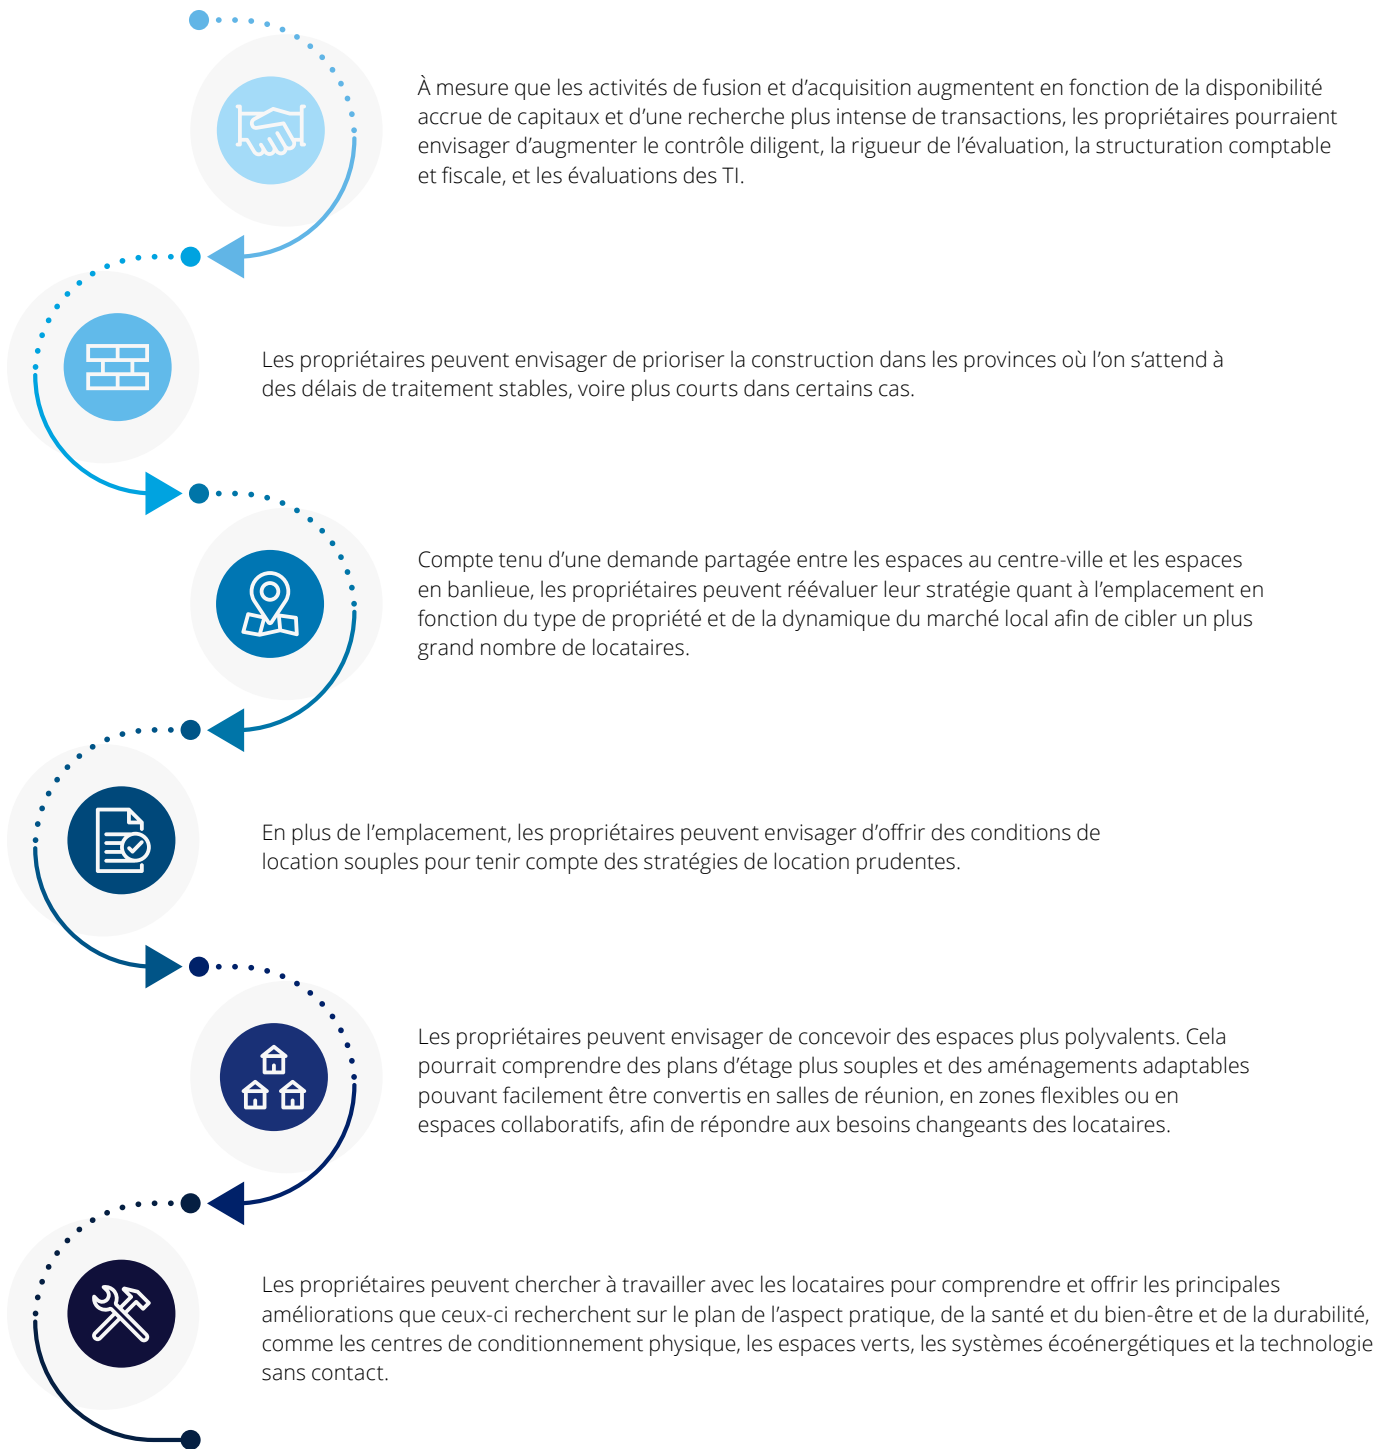 À mesure que les activités de fusion et d’acquisition augmentent en fonction de la disponibilité
accrue de capitaux et d’une recherche plus intense de transactions, les propriétaires pourraient
envisager d’augmenter le contrôle diligent, la rigueur de l’évaluation, la structuration comptable
et fiscale, et les évaluations des TI.
Les propriétaires peuvent envisager de prioriser la construction dans les provinces où l’on s’attend à
des délais de traitement stables, voire plus courts dans certains cas.
Compte tenu d’une demande partagée entre les espaces au centre-ville et les espaces
en banlieue, les propriétaires peuvent réévaluer leur stratégie quant à l’emplacement en
fonction du type de propriété et de la dynamique du marché local afin de cibler un plus
grand nombre de locataires.
En plus de l’emplacement, les propriétaires peuvent envisager d’offrir des conditions de
location souples pour tenir compte des stratégies de location prudentes.
Les propriétaires peuvent envisager de concevoir des espaces plus polyvalents. Cela
pourrait comprendre des plans d’étage plus souples et des aménagements adaptables
pouvant facilement être convertis en salles de réunion, en zones flexibles ou en
espaces collaboratifs, afin de répondre aux besoins changeants des locataires.
Les propriétaires peuvent chercher à travailler avec les locataires pour comprendre et offrir les principales
améliorations que ceux-ci recherchent sur le plan de l’aspect pratique, de la santé et du bien-être et de la durabilité,
comme les centres de conditionnement physique, les espaces verts, les systèmes écoénergétiques et la technologie
sans contact.